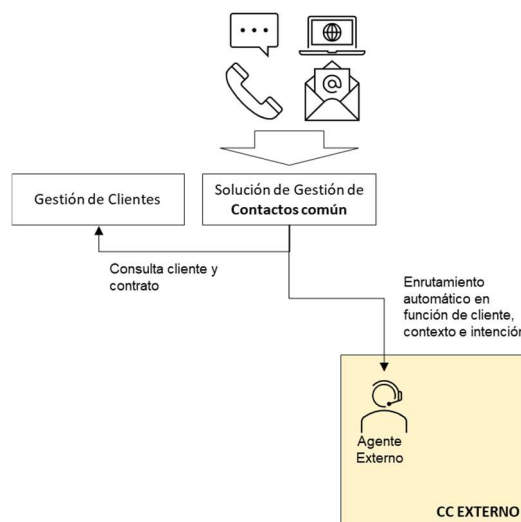 Gestión de Clientes
Solución de Gestión de
Contactos común
Consulta cliente y
contrato
Enrutamiento
automático en
función de cliente,
contexto e intención
Agente
Externo
CC EXTERNO